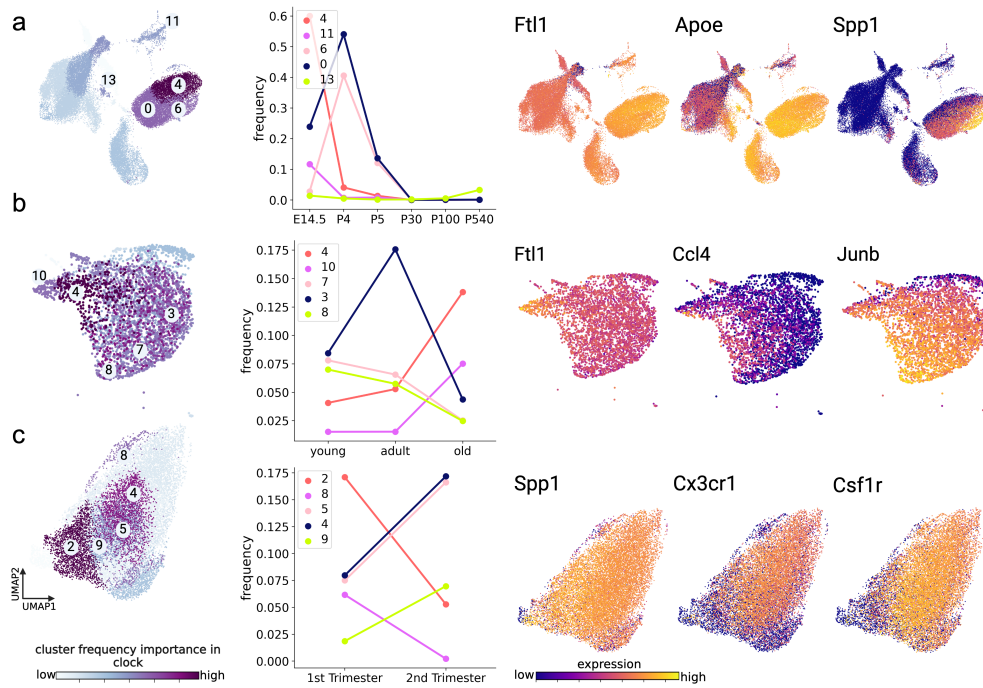 a
11
13
4
0
6
0.6
0.5
0.4
0.3
0.2
0.1
0.0
frequency
4
11
6
0
13
E14.5 P4 P5 P30 P100 P540
Ftl1 Apoe Spp1
b
10
4
3
7
8
0.175
0.150
0.125
0.100
0.075
0.050
0.025
frequency
4
10
7
3
8
young adult old
Ftl1 Ccl4 Junb
c
8
4
5
2
9
UMAP2
UMAP1
cluster frequency importance in
clock
low high
0.175
0.150
0.125
0.100
0.075
0.050
0.025
0.000
frequency
2
8
5
4
9
1st Trimester 2nd Trimester
Spp1 Cx3cr1 Csf1r
expression
low high